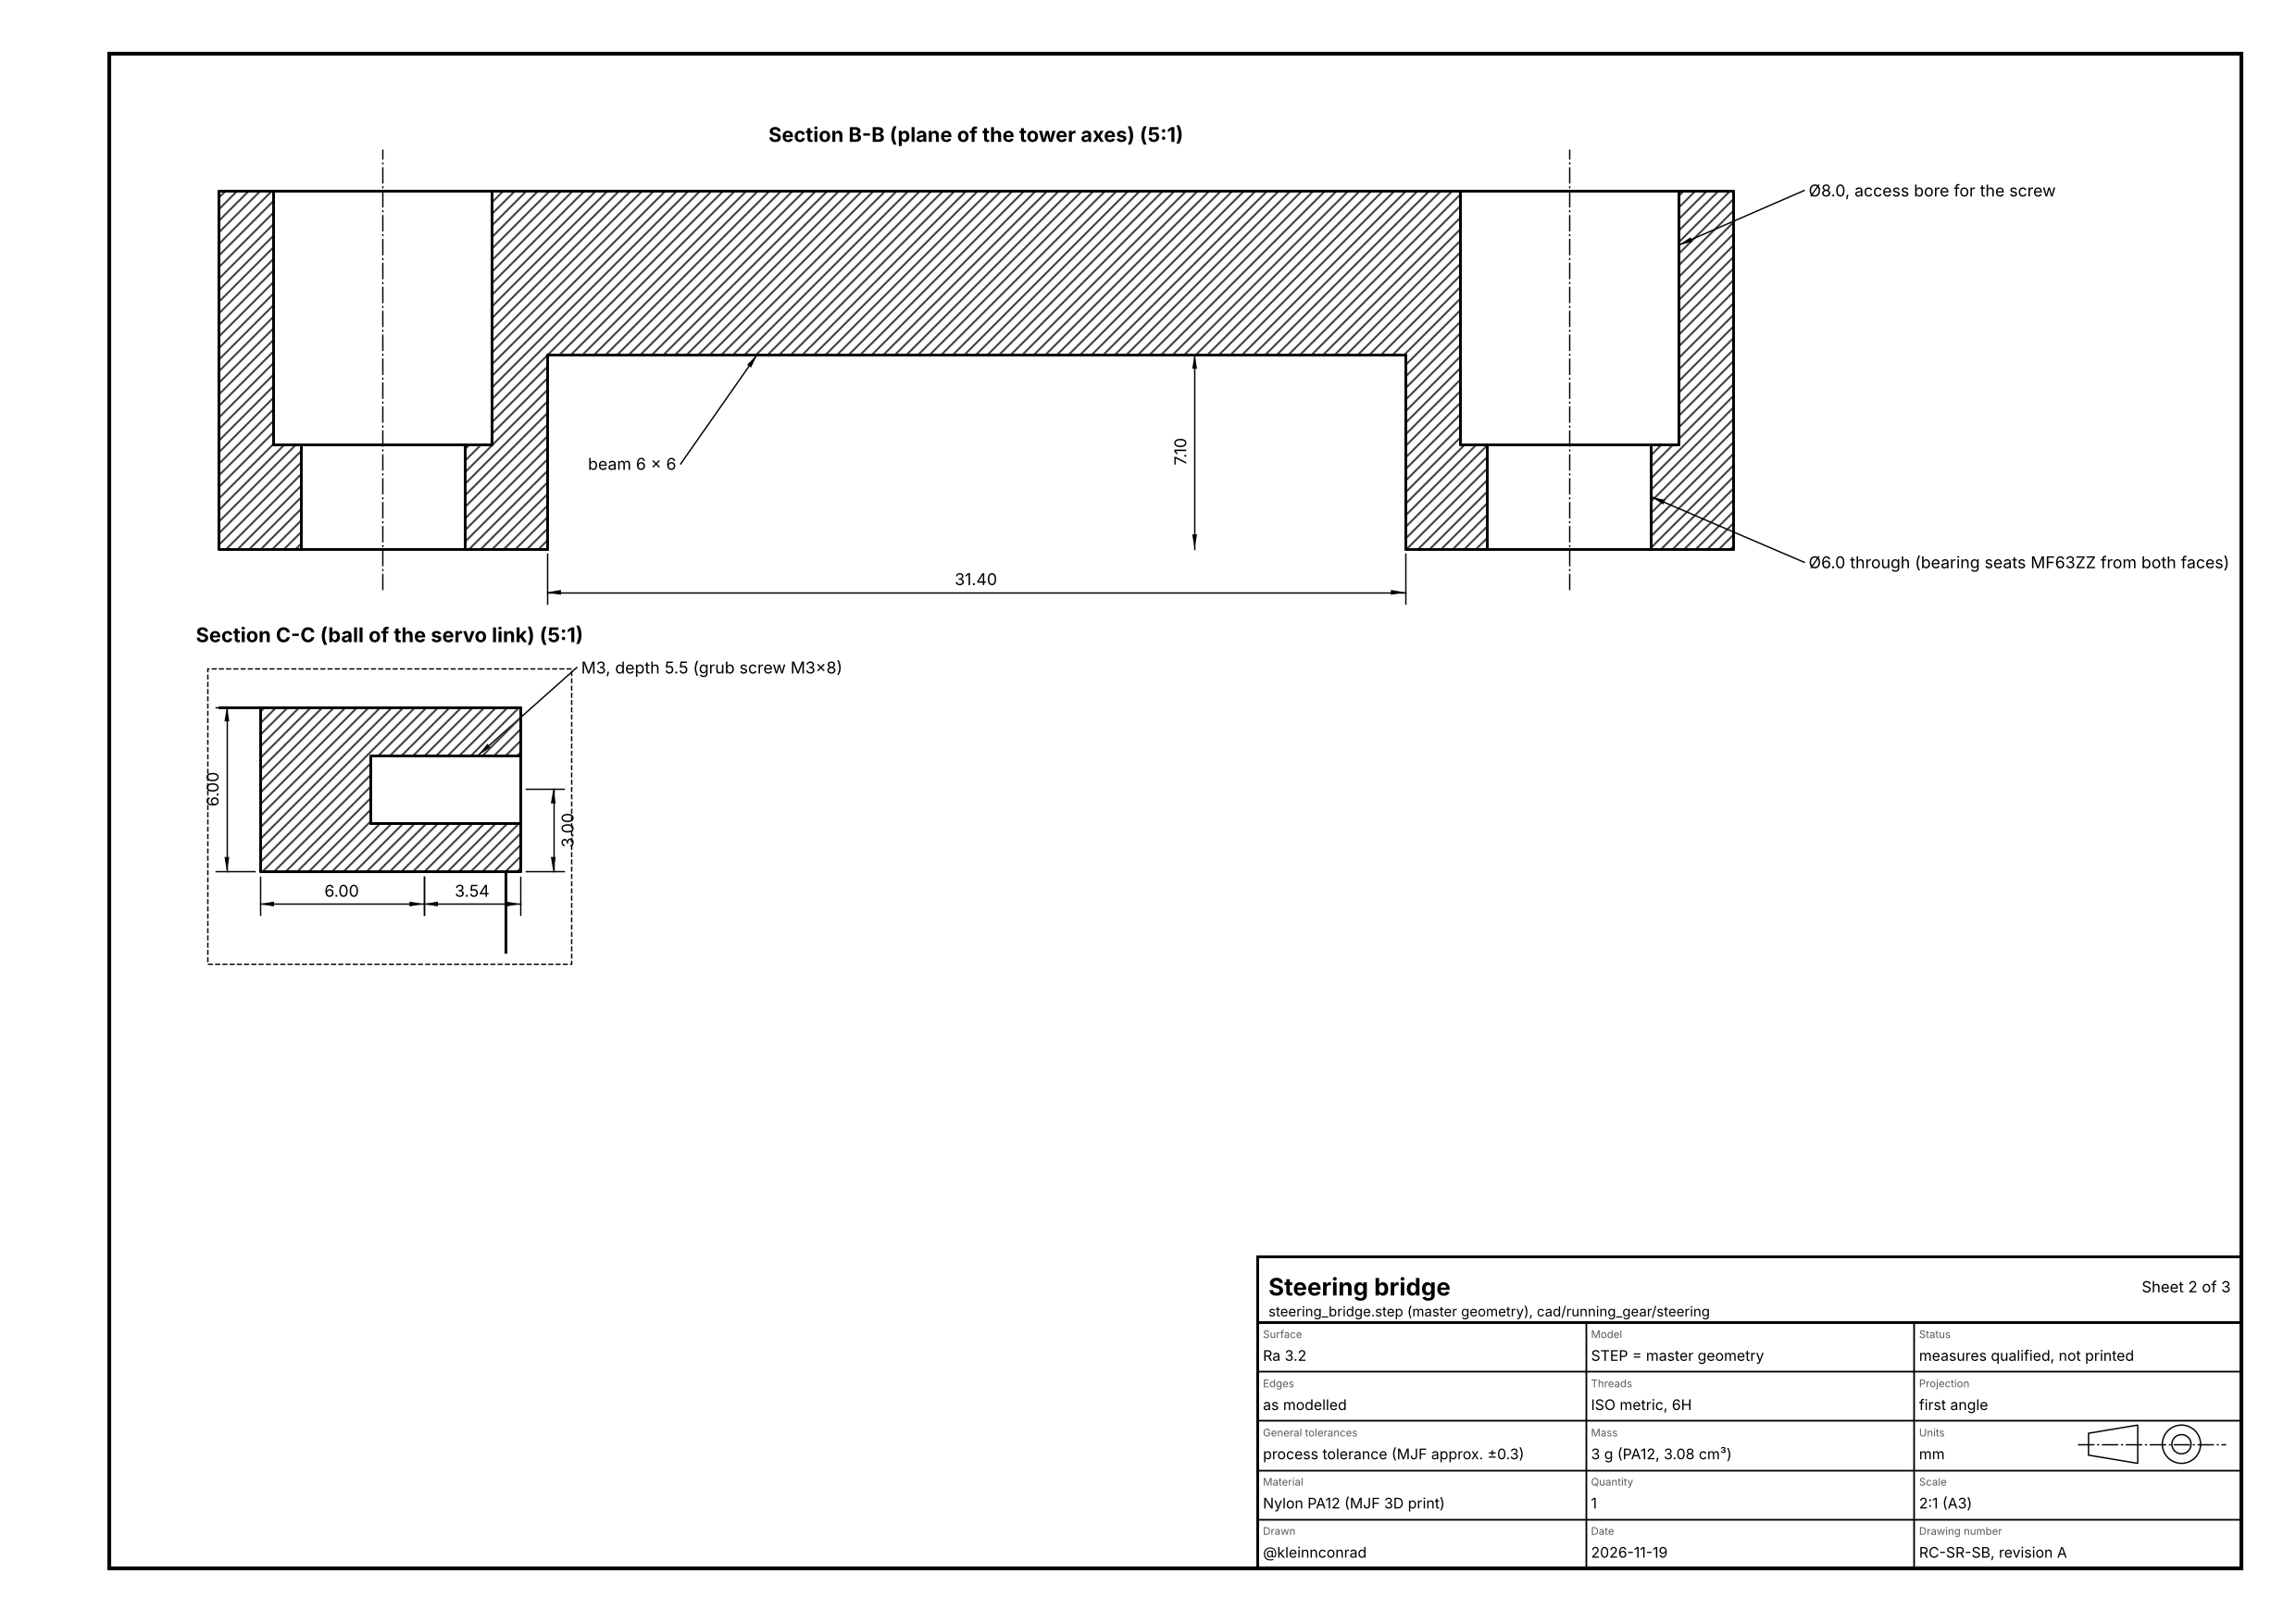 Section B-B (plane of the tower axes) (5:1)
Ø8.0, access bore for the screw
beam 6 × 6
7.10
Ø6.0 through (bearing seats MF63ZZ from both faces)
31.40
Section C-C (ball of the servo link) (5:1)
M3, depth 5.5 (grub screw M3×8)
6.00
3.00
6.00
3.54
Steering bridge
Sheet 2 of 3
steering_bridge.step (master geometry), cad/running_gear/steering
Surface
Ra 3.2
Model
STEP = master geometry
Status
measures qualified, not printed
Edges
as modelled
Threads
ISO metric, 6H
Projection
first angle
General tolerances
process tolerance (MJF approx. ±0.3)
Mass
3 g (PA12, 3.08 cm³)
Units
mm
Material
Nylon PA12 (MJF 3D print)
Quantity
1
Scale
2:1 (A3)
Drawn
@kleinnconrad
Date
2026-11-19
Drawing number
RC-SR-SB, revision A